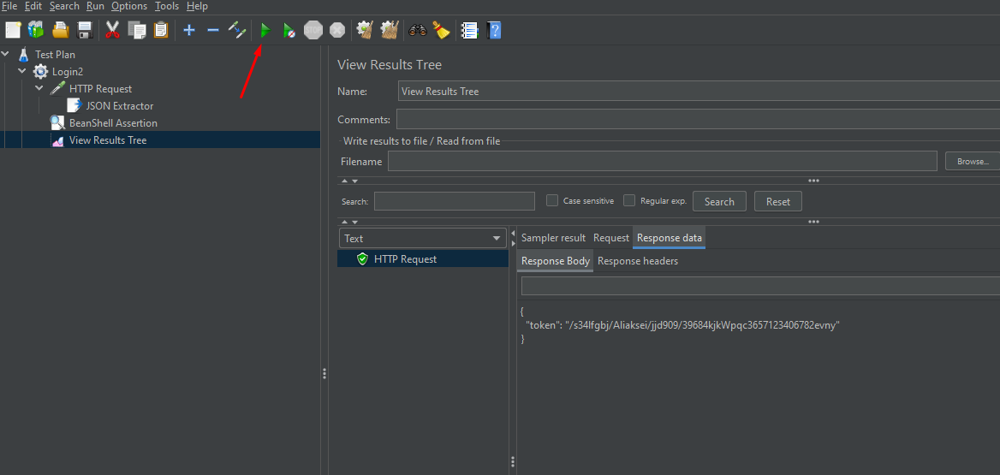 File Edit Search Run Options Tools Help
STOP
Test Plan
Login2
HTTP Request
JSON Extractor
BeanShell Assertion
View Results Tree
View Results Tree
Name: View Results Tree
Comments:
Write results to file / Read from file
Filename Browse...
Search: Case sensitive Regular exp. Search Reset
Text
HTTP Request
Sampler result Request Response data
Response Body Response headers
{
"token": "/s34lfgbj/Aliaksei/jjd909/39684kjkWpqc3657123406782evny"
}